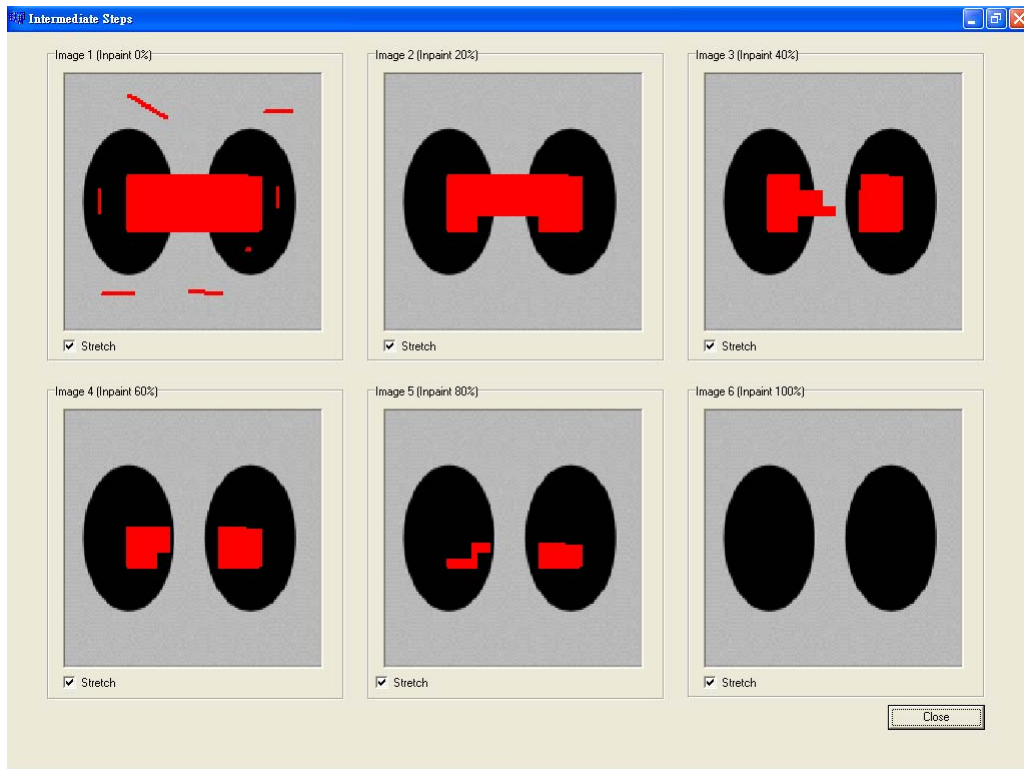 Intermediate Steps
Image 1 (Inpaint 0%)
Image 2 (Inpaint 20%)
Image 3 (Inpaint 40%)
Stretch
Stretch
Stretch
Image 4 (Inpaint 60%)
Image 5 (Inpaint 80%)
Image 6 (Inpaint 100%)
Stretch
Stretch
Stretch
Close